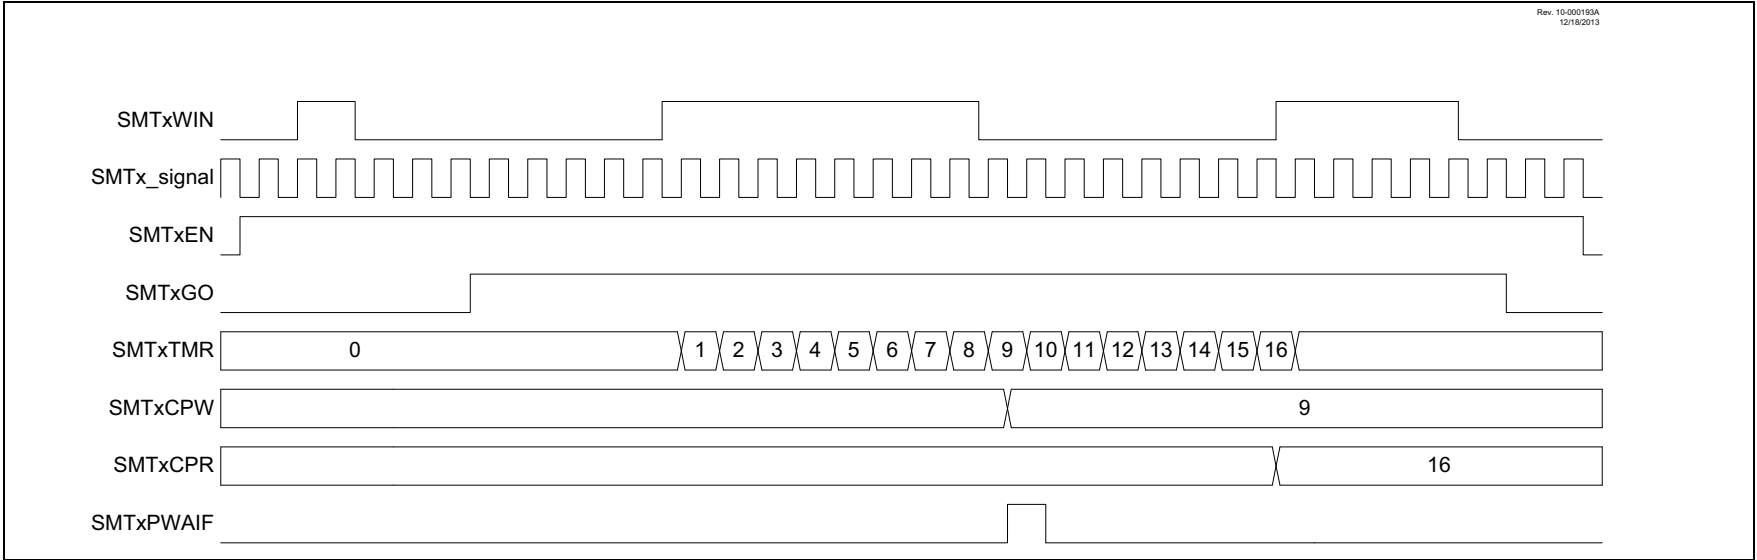 Rev. 10-000193A
12/18/2013
SMTxWIN
SMTx_signal
SMTxEN
SMTxGO
SMTxTMR 0 1 2 3 4 5 6 7 8 9 10 11 12 13 14 15 16
SMTxCPW 9
SMTxCPR 16
SMTxPWAIF